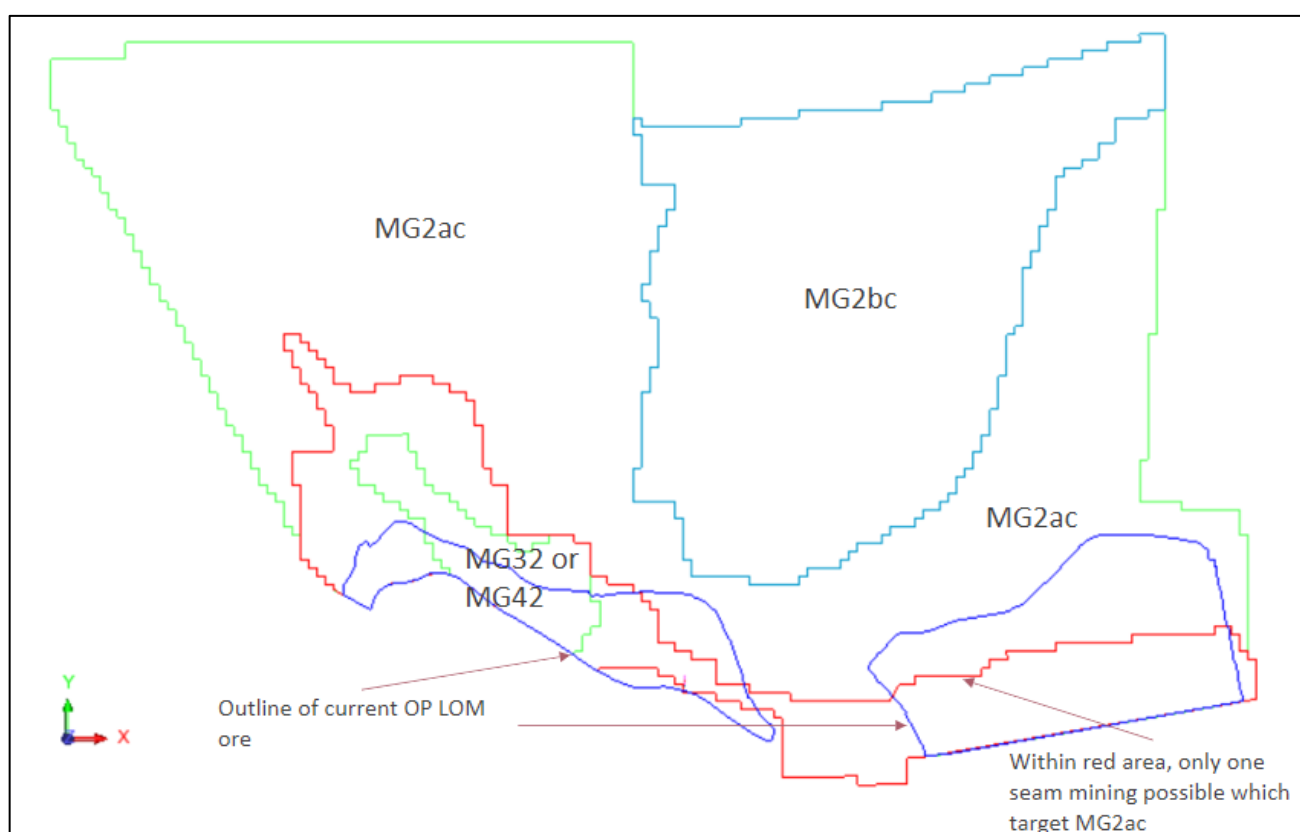 MG2ac
MG2bc
MG2ac
MG32 or
MG42
Outline of current OP LOM
ore
Y
X
Within red area, only one
seam mining possible which
target MG2ac